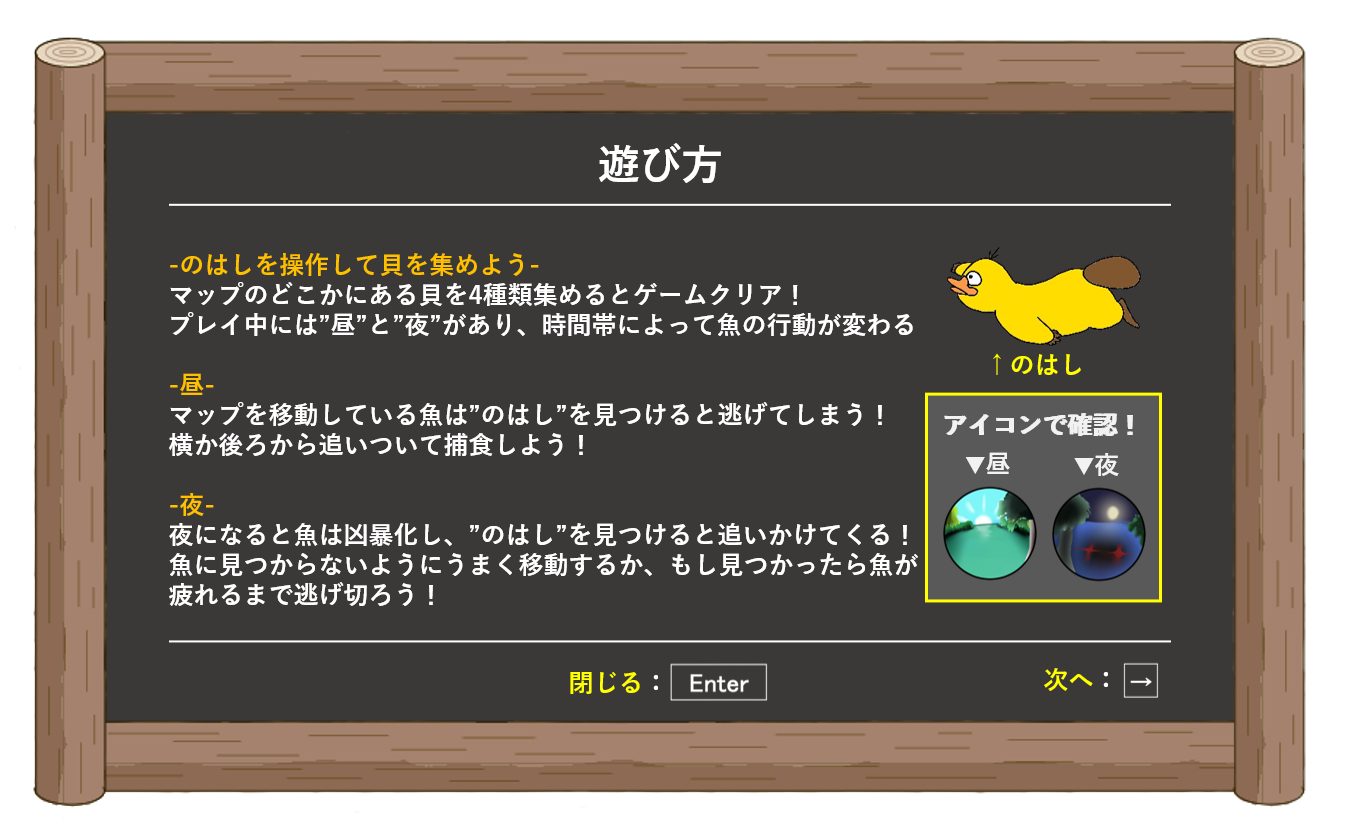 遊び方
-のはしを操作して貝を集めよう-
マップのどこかにある貝を4種類集めるとゲームクリア！
プレイ中には”昼”と”夜”があり、時間帯によって魚の行動が変わる
↑のはし
-昼-
マップを移動している魚は”のはし”を見つけると逃げてしまう！
横か後ろから追いついて捕食しよう！
-夜-
夜になると魚は凶暴化し、”のはし”を見つけると追いかけてくる！
魚に見つからないようにうまく移動するか、もし見つかったら魚が
疲れるまで逃げ切ろう！
アイコンで確認！
▼昼 ▼夜
閉じる：Enter
次へ：→